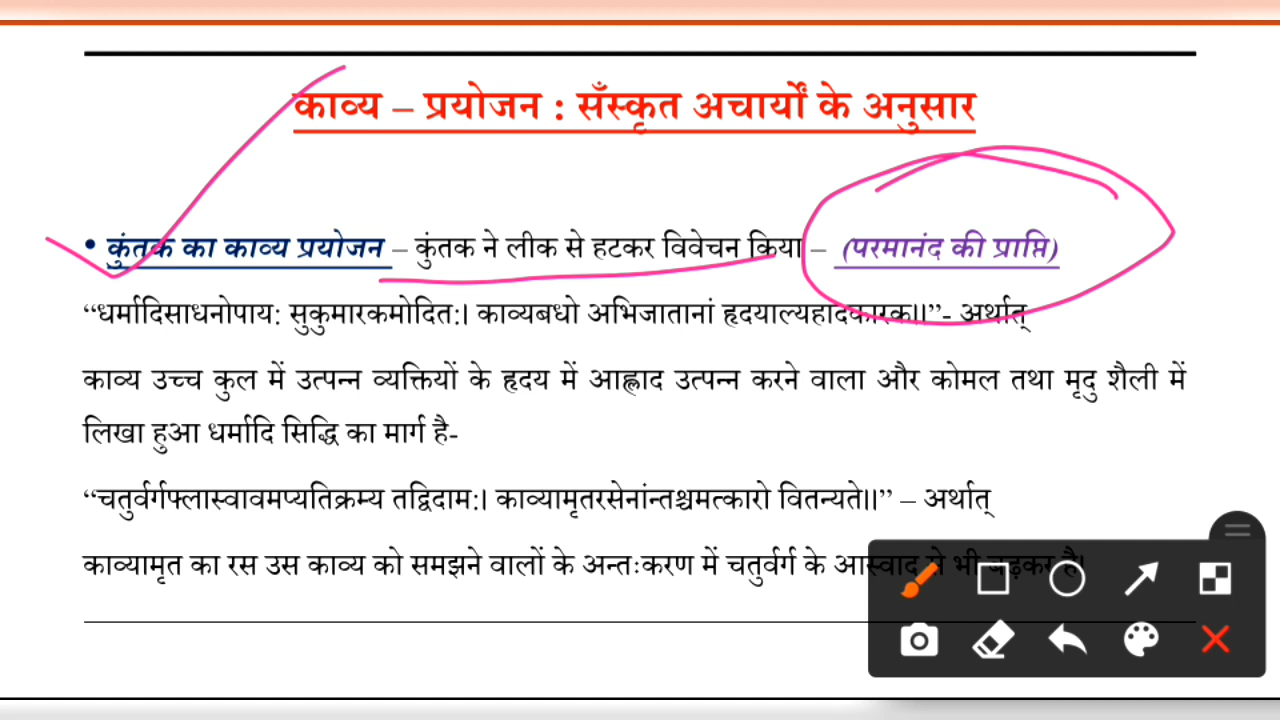 काव्य – प्रयोजन : सँस्कृत अचार्यों के अनुसार
• कुंतक का काव्य प्रयोजन – कुंतक ने लीक से हटकर विवेचन किया – (परमानंद की प्राप्ति)
“धर्मादिसाधनोपाय: सुकुमारकमोदित:। काव्यबधो अभिजातानां हृदयाल्यहादकारक॥”- अर्थात्
काव्य उच्च कुल में उत्पन्न व्यक्तियों के हृदय में आह्लाद उत्पन्न करने वाला और कोमल तथा मृदु शैली में
लिखा हुआ धर्मादि सिद्धि का मार्ग है-
“चतुर्वर्गफ्लास्वावमप्यतिक्रम्य तद्विदाम:। काव्यामृतरसेनांन्तश्चमत्कारो वितन्यते॥” – अर्थात्
काव्यामृत का रस उस काव्य को समझने वालों के अन्तःकरण में चतुर्वर्ग के आस्वाद से भी बढ़कर है।